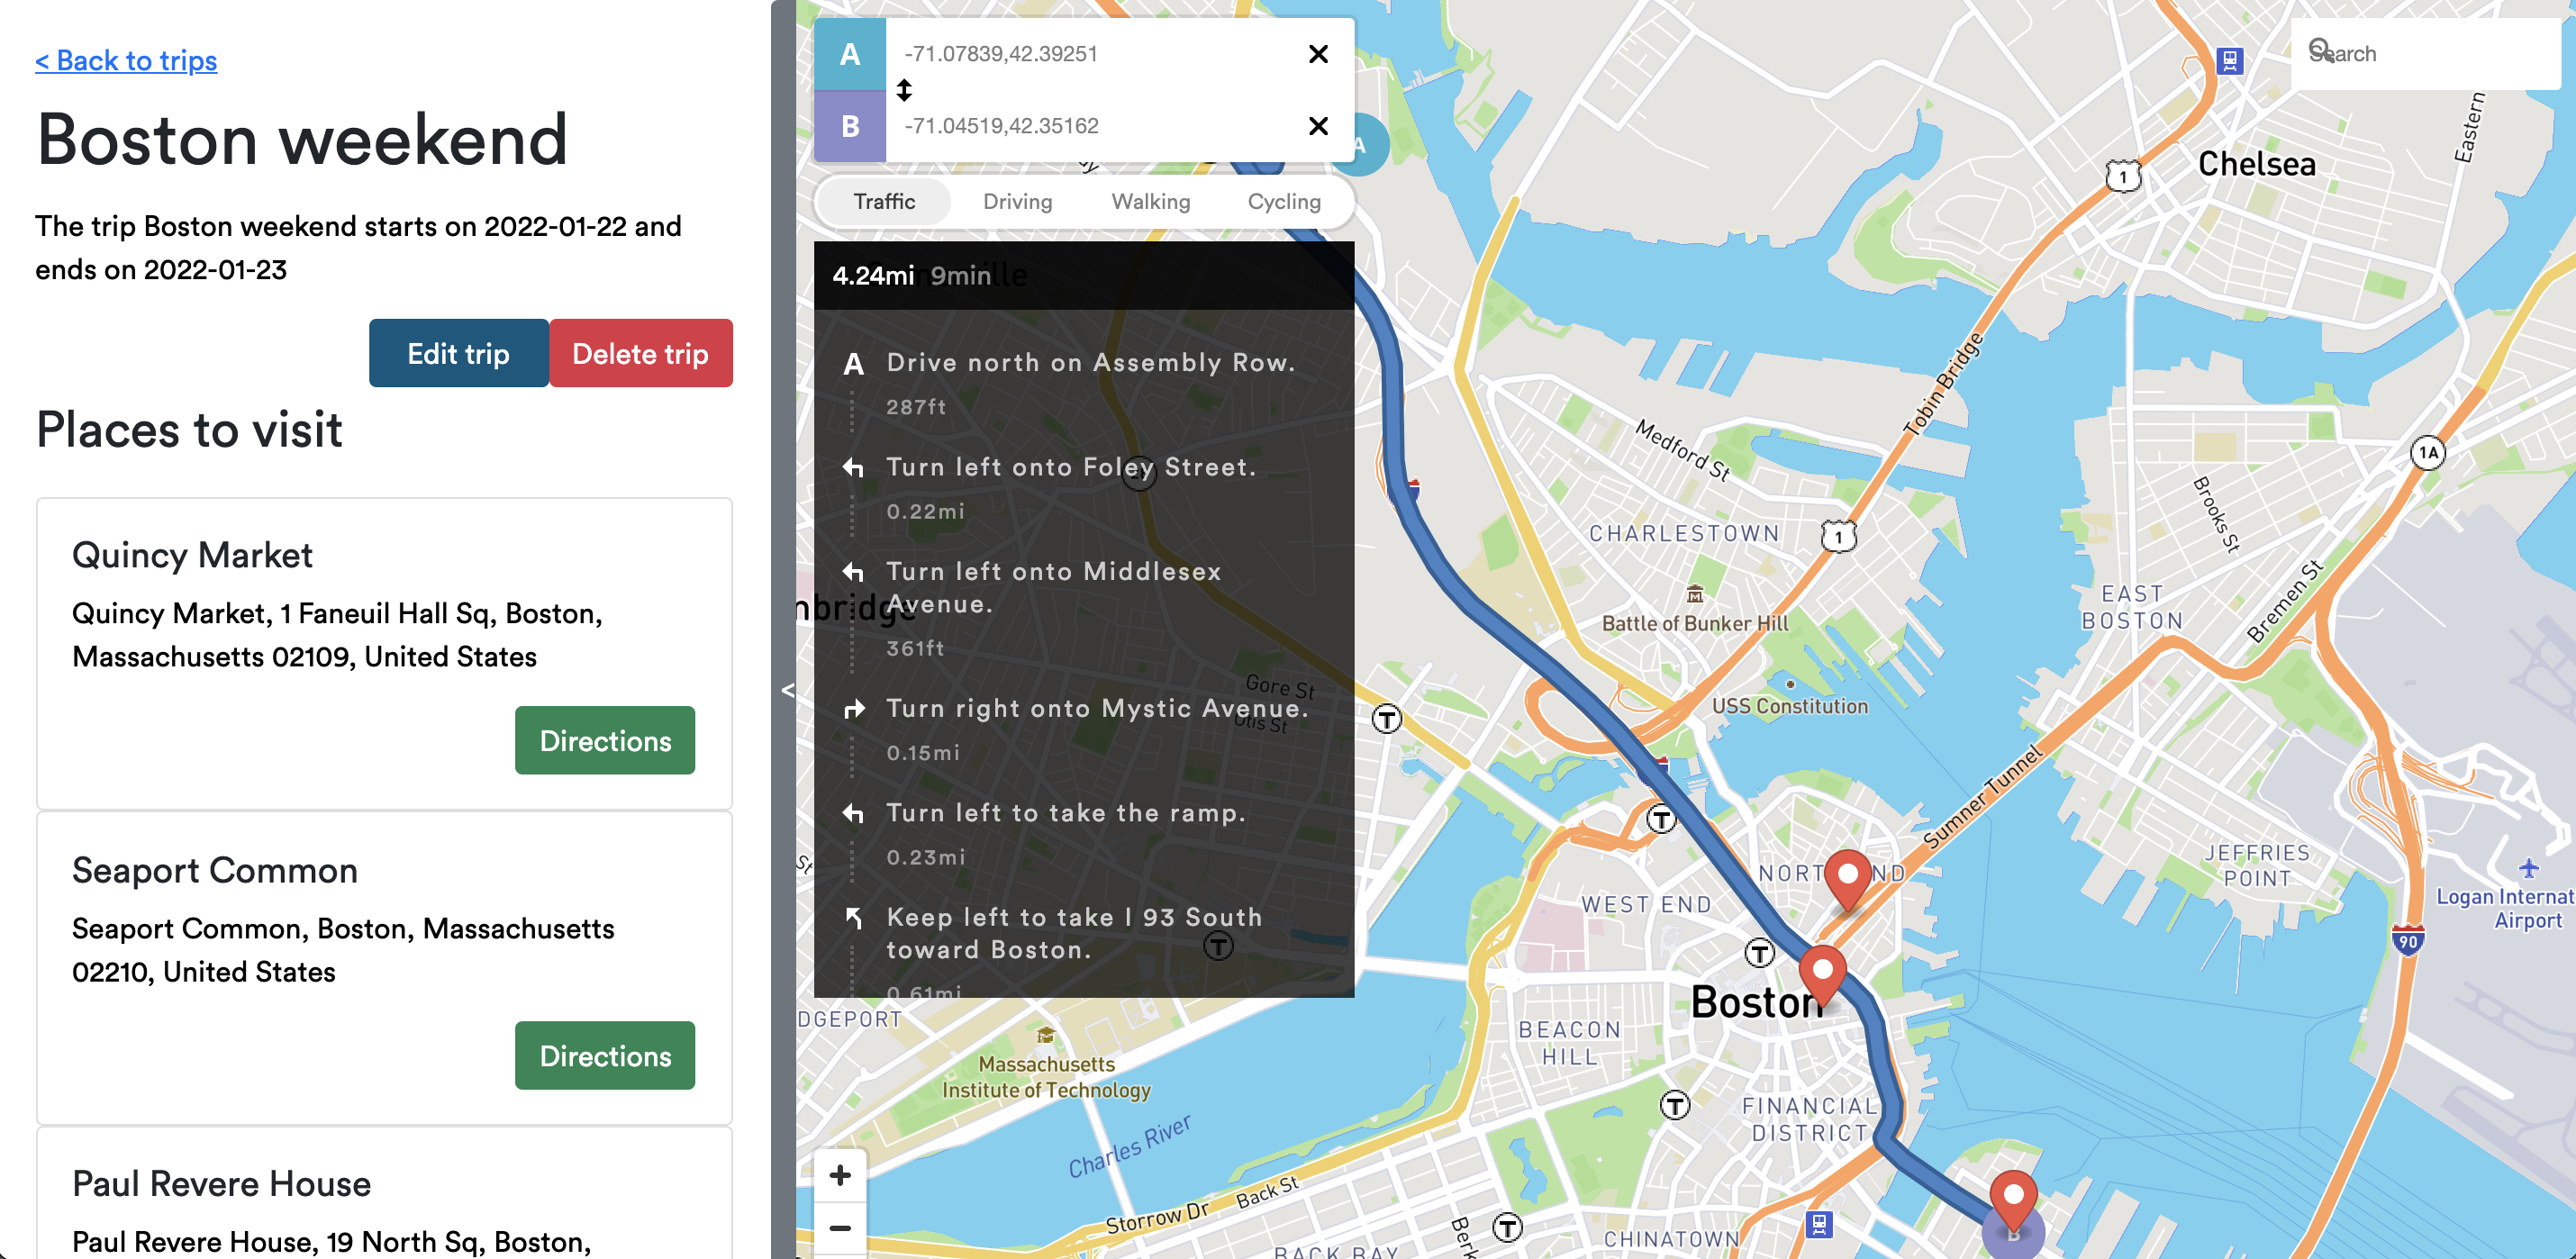 < Back to trips
Boston weekend
The trip Boston weekend starts on 2022-01-22 and
ends on 2022-01-23
Edit trip
Delete trip
Places to visit
Quincy Market
Quincy Market, 1 Faneuil Hall Sq, Boston,
Massachusetts 02109, United States
Directions
Seaport Common
Seaport Common, Boston, Massachusetts
02210, United States
Directions
Paul Revere House
Paul Revere House, 19 North Sq, Boston,
<
A
-71.07839,42.39251
B
-71.04519,42.35162
A
Traffic
Driving
Walking
Cycling
4.24mi 9min
A Drive north on Assembly Row.
287ft
Turn left onto Foley Street.
0.22mi
Turn left onto Middlesex
Avenue.
361ft
Turn right onto Mystic Avenue.
0.15mi
Turn left to take the ramp.
0.23mi
Keep left to take I 93 South
toward Boston.
0.61mi
Search
Eastern
Chelsea
1
Tobin Bridge
Medford St
1A
Brooks St
CHARLESTOWN
1
Bremen St
EAST
BOSTON
Battle of Bunker Hill
nbridge
Gore St
Otis St
USS Constitution
T
Sumner Tunnel
T
St
JEFFRIES
POINT
NORTH END
WEST END
Logan Internat
Airport
90
T
T
Boston
DGEPORT
BEACON
HILL
Massachusetts
Institute of Technology
T
FINANCIAL
DISTRICT
Charles River
+
−
Back St
Storrow Dr
T
Berk
B
CHINATOWN
BACK BAY